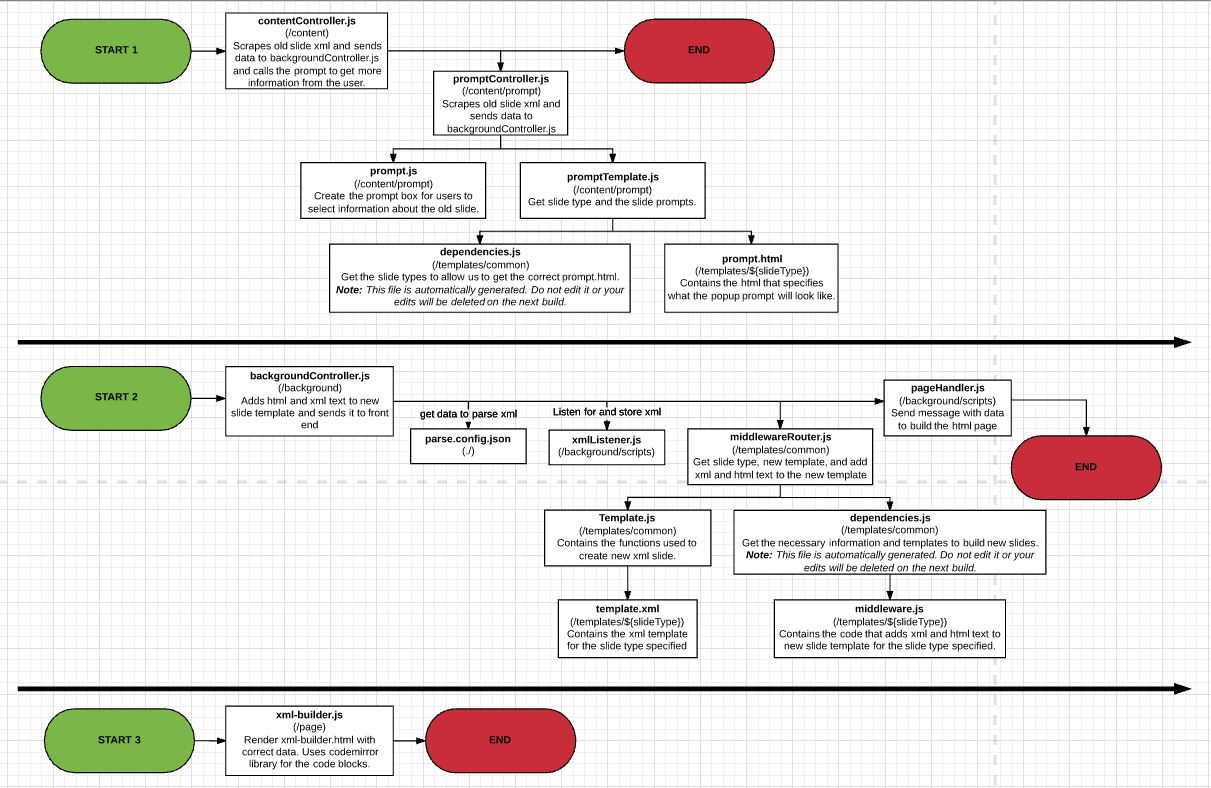 START 1
contentController.js
(/content)
Scrapes old slide xml and sends
data to backgroundController.js
and calls the prompt to get more
information from the user.
END
promptController.js
(/content/prompt)
Scrapes old slide xml and
sends data to
backgroundController.js
prompt.js
(/content/prompt)
Create the prompt box for users to
select information about the old slide.
promptTemplate.js
(/content/prompt)
Get slide type and the slide prompts.
dependencies.js
(/templates/common)
Get the slide types to allow us to get the correct prompt.html.
Note: This file is automatically generated. Do not edit it or your
edits will be deleted on the next build.
prompt.html
(/templates/${slideType})
Contains the html that specifies
what the popup prompt will look like.
START 2
backgroundController.js
(/background)
Adds html and xml text to new
slide template and sends it to front
end
get data to parse xml
parse.config.json
(./)
Listen for and store xml
xmlListener.js
(/background/scripts)
middlewareRouter.js
(/templates/common)
Get slide type, new template, and add
xml and html text to the new template
pageHandler.js
(/background/scripts)
Send message with data
to build the html page
END
Template.js
(/templates/common)
Contains the functions used to
create new xml slide.
dependencies.js
(/templates/common)
Get the necessary information and templates to build new slides.
Note: This file is automatically generated. Do not edit it or your
edits will be deleted on the next build.
template.xml
(/templates/${slideType})
Contains the xml template
for the slide type specified
middleware.js
(/templates/${slideType})
Contains the code that adds xml and html text to
new slide template for the slide type specified.
START 3
xml-builder.js
(/page)
Render xml-builder.html with
correct data. Uses codemirror
library for the code blocks.
END